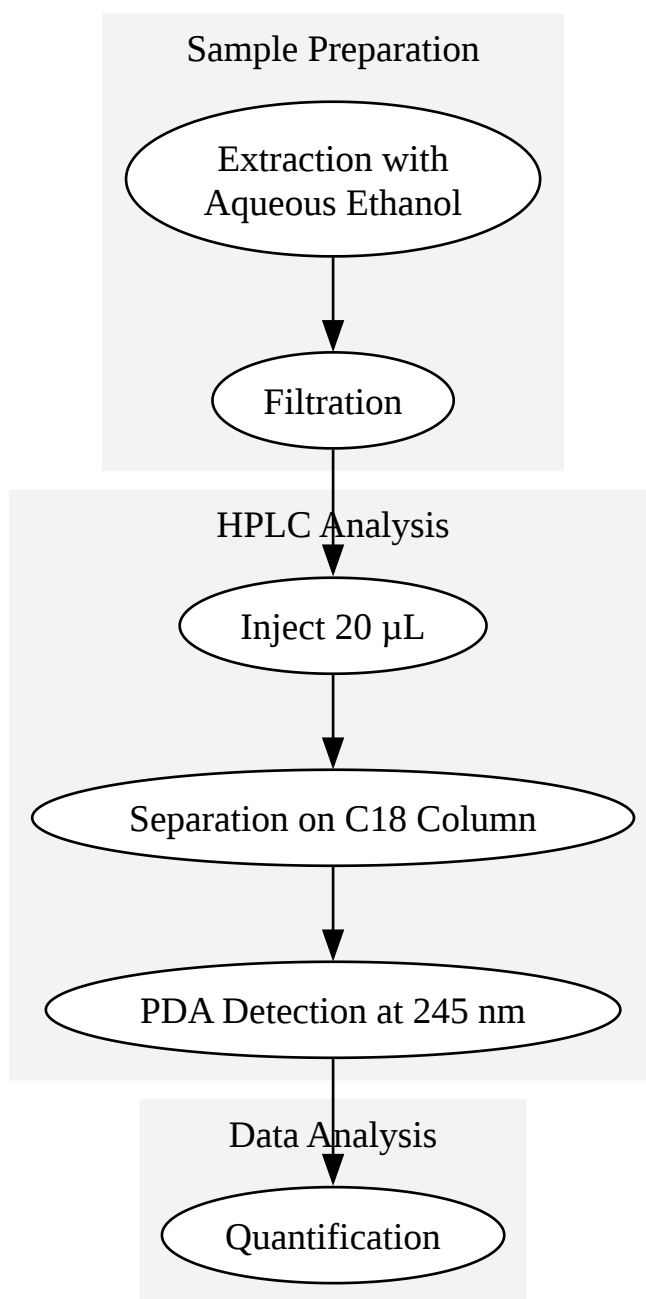 Sample Preparation
Extraction with
Aqueous Ethanol
Filtration
HPLC Analysis
Inject 20 µL
Separation on C18 Column
PDA Detection at 245 nm
Data Analysis
Quantification